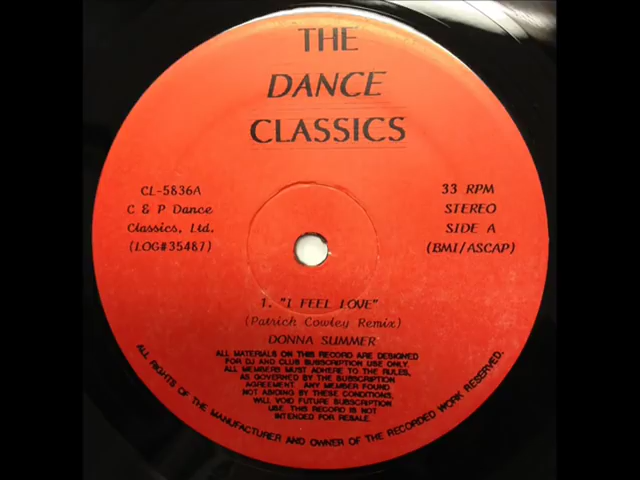 THE
DANCE
CLASSICS
CL-5836A
C & P Dance
Classics, Ltd.
(LOG#35487)
33 RPM
STEREO
SIDE A
(BMI/ASCAP)
1. "I FEEL LOVE"
(Patrich Cowley Remix)
DONNA SUMMER
ALL MATERIALS ON THIS RECORD ARE DESIGNED
FOR DJ AND CLUB SUBSCRIPTION USE ONLY.
ALL MEMBERS MUST ADHERE TO THE RULES,
AS GOVERNED BY THE SUBSCRIPTION
AGREEMENT. ANY MEMBER FOUND
NOT ABIDING BY THESE CONDITIONS,
WILL VOID FUTURE SUBSCRIPTION
USE. THIS RECORD IS NOT
INTENDED FOR RESALE.
ALL RIGHTS OF THE MANUFACTURER AND OWNER OF THE RECORDED WORK RESERVED.